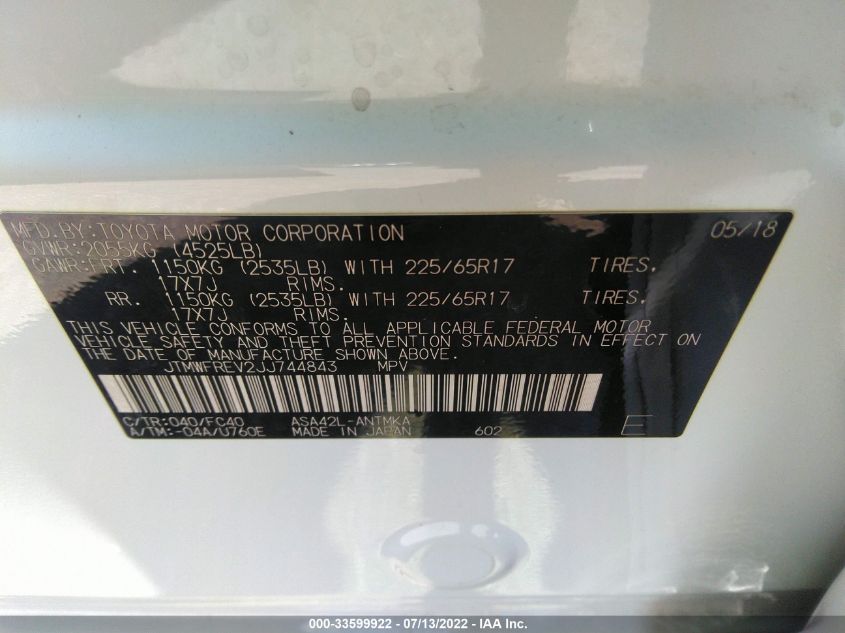 MFD.BY:TOYOTA MOTOR CORPORATION 05/18
GVWR:2055KG (4525LB)
GAWR:FRT. 1150KG (2535LB) WITH 225/65R17 TIRES.
17X7J RIMS.
RR. 1150KG (2535LB) WITH 225/65R17 TIRES.
17X7J RIMS.
THIS VEHICLE CONFORMS TO ALL APPLICABLE FEDERAL MOTOR
VEHICLE SAFETY AND THEFT PREVENTION STANDARDS IN EFFECT ON
THE DATE OF MANUFACTURE SHOWN ABOVE.
JTMWFREV2JJ744843 MPV
C/TR:040/FC40 ASA42L-ANTMKA
A/TM:-04A/U760E MADE IN JAPAN 602 E
000-33599922 - 07/13/2022 - IAA Inc.